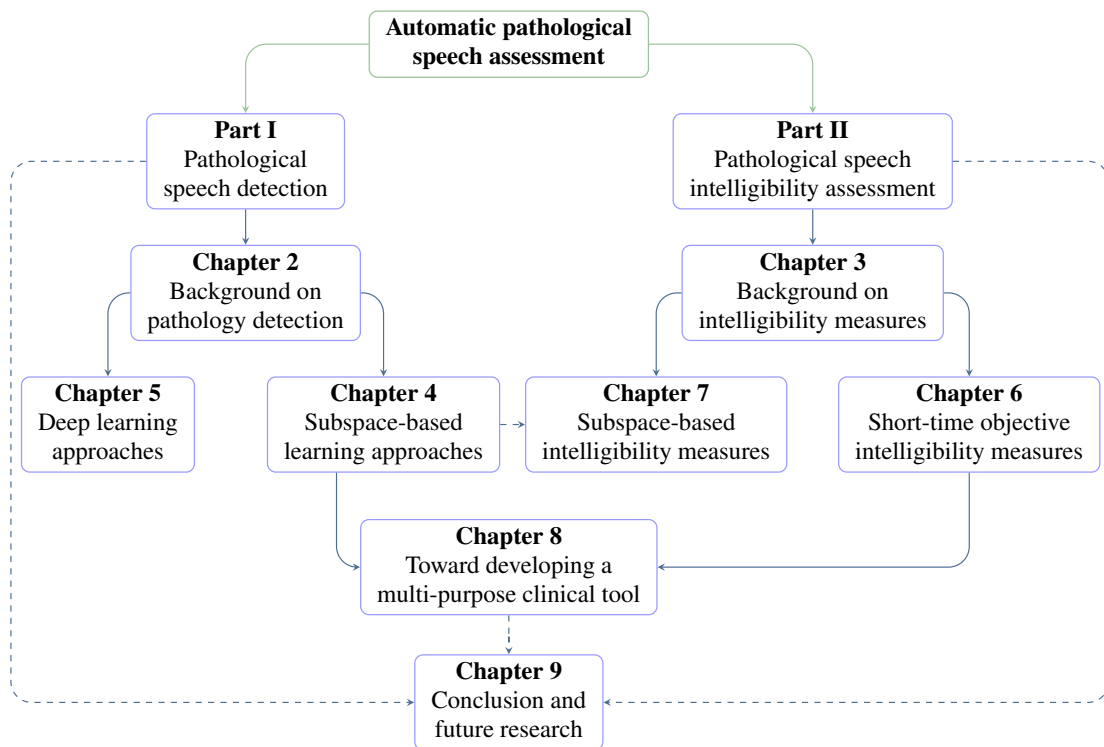 Automatic pathological
speech assessment
Part I
Pathological
speech detection
Part II
Pathological speech
intelligibility assessment
Chapter 2
Background on
pathology detection
Chapter 3
Background on
intelligibility measures
Chapter 5
Deep learning
approaches
Chapter 4
Subspace-based
learning approaches
Chapter 7
Subspace-based
intelligibility measures
Chapter 6
Short-time objective
intelligibility measures
Chapter 8
Toward developing a
multi-purpose clinical tool
Chapter 9
Conclusion and
future research